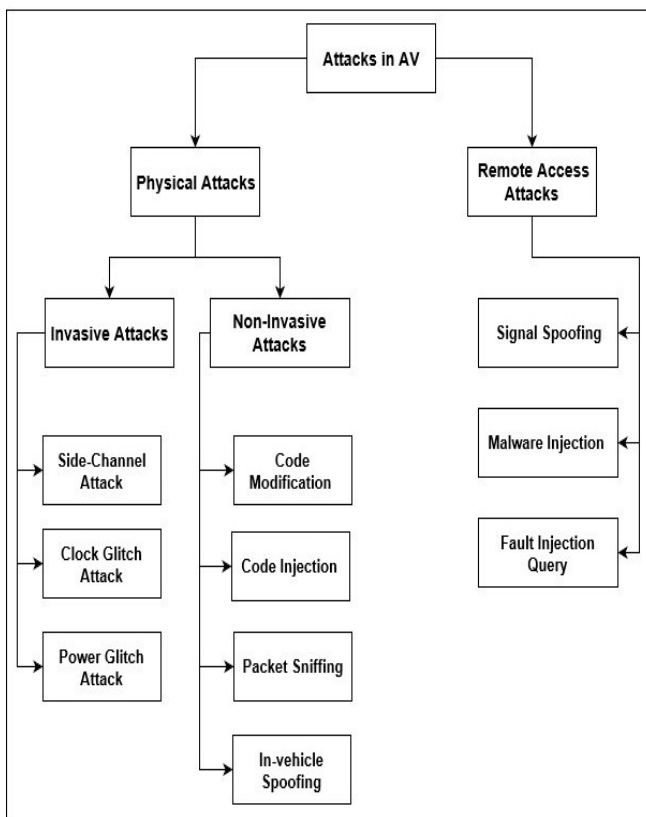 Attacks in AV
Physical Attacks
Remote Access
Attacks
Invasive Attacks
Non-Invasive
Attacks
Side-Channel
Attack
Clock Glitch
Attack
Power Glitch
Attack
Code
Modification
Code Injection
Packet Sniffing
In-vehicle
Spoofing
Signal Spoofing
Malware Injection
Fault Injection
Query